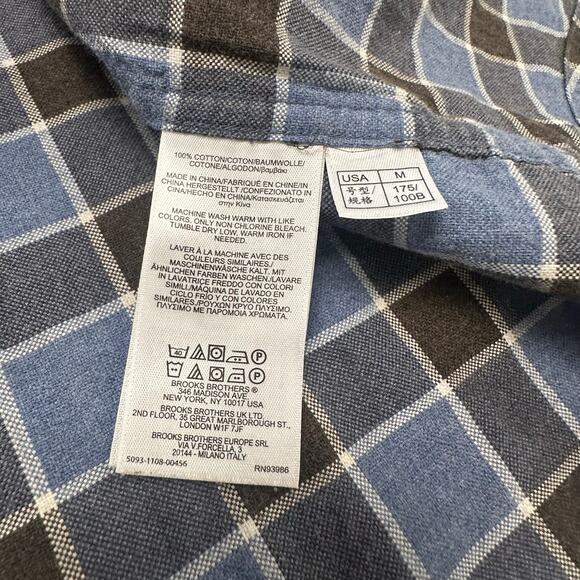 100% COTTON/COTON/BAUMWOLLE/
COTONE/ALGODON/βαμβάκι
MADE IN CHINA/FABRIQUÉ EN CHINE/IN
CHINA HERGESTELLT/CONFEZIONATO IN
CINA/HECHO EN CHINA/Κατασκευάζεται
στην Κίνα
MACHINE WASH WARM WITH LIKE
COLORS. ONLY NON CHLORINE BLEACH.
TUMBLE DRY LOW. WARM IRON IF
NEEDED.
LAVER À LA MACHINE AVEC DES
COULEURS SIMILAIRES./
MASCHINENWÄSCHE KALT. MIT
ÄHNLICHEN FARBEN WASCHEN/LAVARE
IN LAVATRICE FREDDO CON COLORI
SIMILI/MÁQUINA DE LAVADO EN
CICLO FRÍO Y CON COLORES
SIMILARES./ΡΟΥΧΩΝ ΚΡΥΟ
ΠΛΥΣΙΜΟ ΜΕ ΠΑΡΟΜΟΙΑ ΧΡΩΜΑΤΑ.
40 P
P
BROOKS BROTHERS ®
346 MADISON AVE.
NEW YORK, NY 10017 USA
BROOKS BROTHERS UK LTD.
2ND FLOOR, 35 GREAT MARLBOROUGH ST.,
LONDON W1F 7JF
BROOKS BROTHERS EUROPE SRL
VIA V.FORCELLA, 3
20144 - MILANO ITALY
5093-1108-00456 RN93986
USA M
号型/ 175/
规格 100B